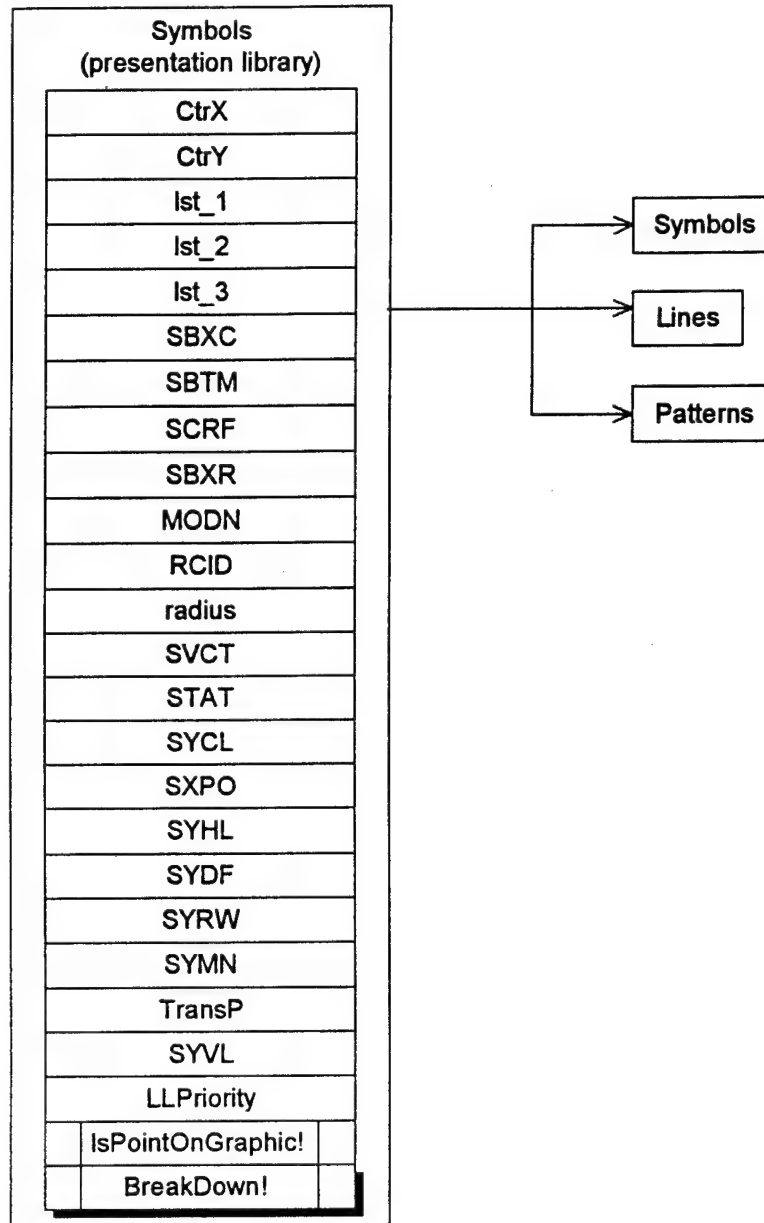 Symbols
(presentation library)
CtrX
CtrY
lst_1
lst_2
lst_3
SBXC
SBTM
SCRF
SBXR
MODN
RCID
radius
SVCT
STAT
SYCL
SXPO
SYHL
SYDF
SYRW
SYMN
TransP
SYVL
LLPriority
IsPointOnGraphic!
BreakDown!
Symbols
Lines
Patterns